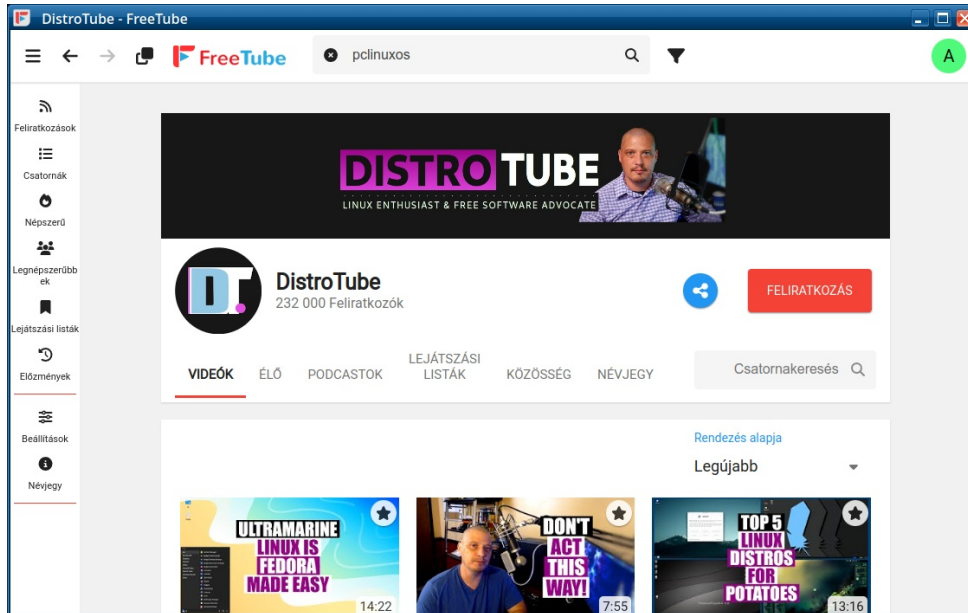 DistroTube - FreeTube
FreeTube
pclinuxos
A
Feliratkozások
Csatornák
Népszerű
Legnépszerűbb
ek
Lejátszási listák
Előzmények
Beállítások
Névjegy
DISTROTUBE
LINUX ENTHUSIAST & FREE SOFTWARE ADVOCATE
DT.
DistroTube
232 000 Feliratkozók
FELIRATKOZÁS
VIDEÓK
ÉLŐ
PODCASTOK
LEJÁTSZÁSI
LISTÁK
KÖZÖSSÉG
NÉVJEGY
Csatornakeresés
Rendezés alapja
Legújabb
ULTRAMARINE
LINUX IS
FEDORA
MADE EASY
14:22
DON'T
ACT
THIS
WAY!
7:55
TOP 5
LINUX
DISTROS
FOR
POTATOES
13:16